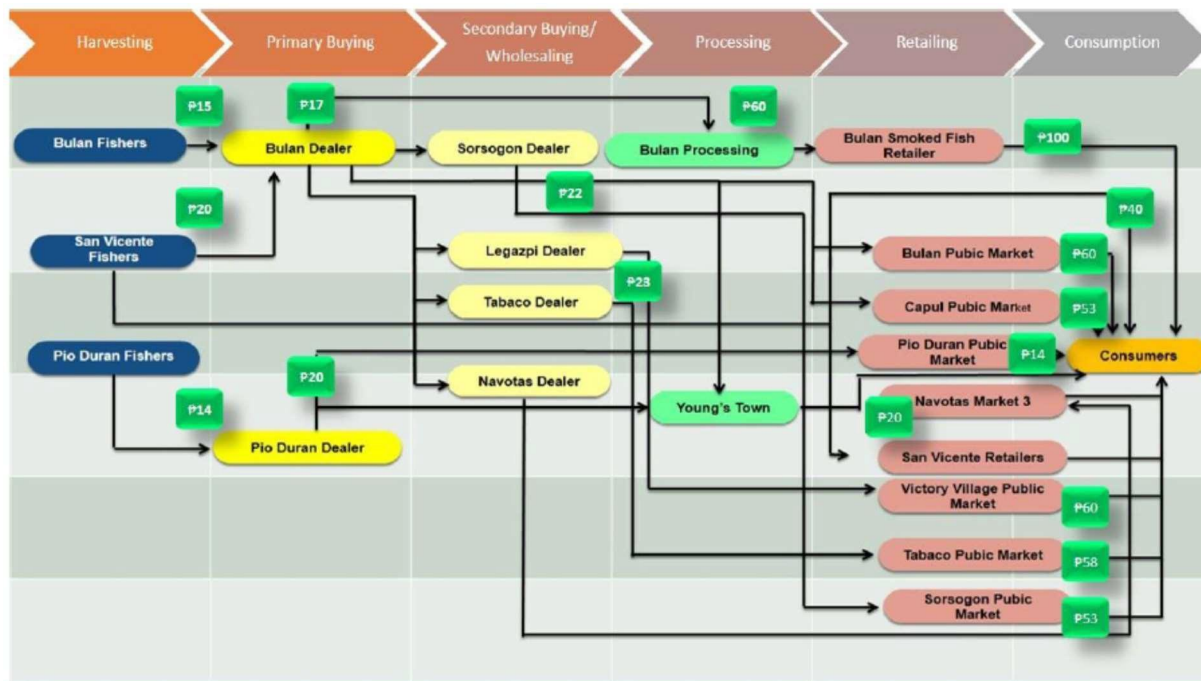 Harvesting
Primary Buying
Secondary Buying/
Wholesaling
Processing
Retailing
Consumption
₱15
₱17
₱60
Bulan Fishers
Bulan Dealer
Sorsogon Dealer
Bulan Processing
Bulan Smoked Fish
Retailer
₱100
₱20
₱22
₱40
San Vicente
Fishers
Legazpi Dealer
Bulan Pubic Market
₱60
₱23
Tabaco Dealer
Capul Pubic Market
₱53
Pio Duran Fishers
Pio Duran Pubic
Market
₱14
Consumers
₱20
Navotas Dealer
₱14
Young's Town
Navotas Market 3
₱20
Pio Duran Dealer
San Vicente Retailers
Victory Village Public
Market
₱60
Tabaco Pubic Market
₱58
Sorsogon Pubic
Market
₱53